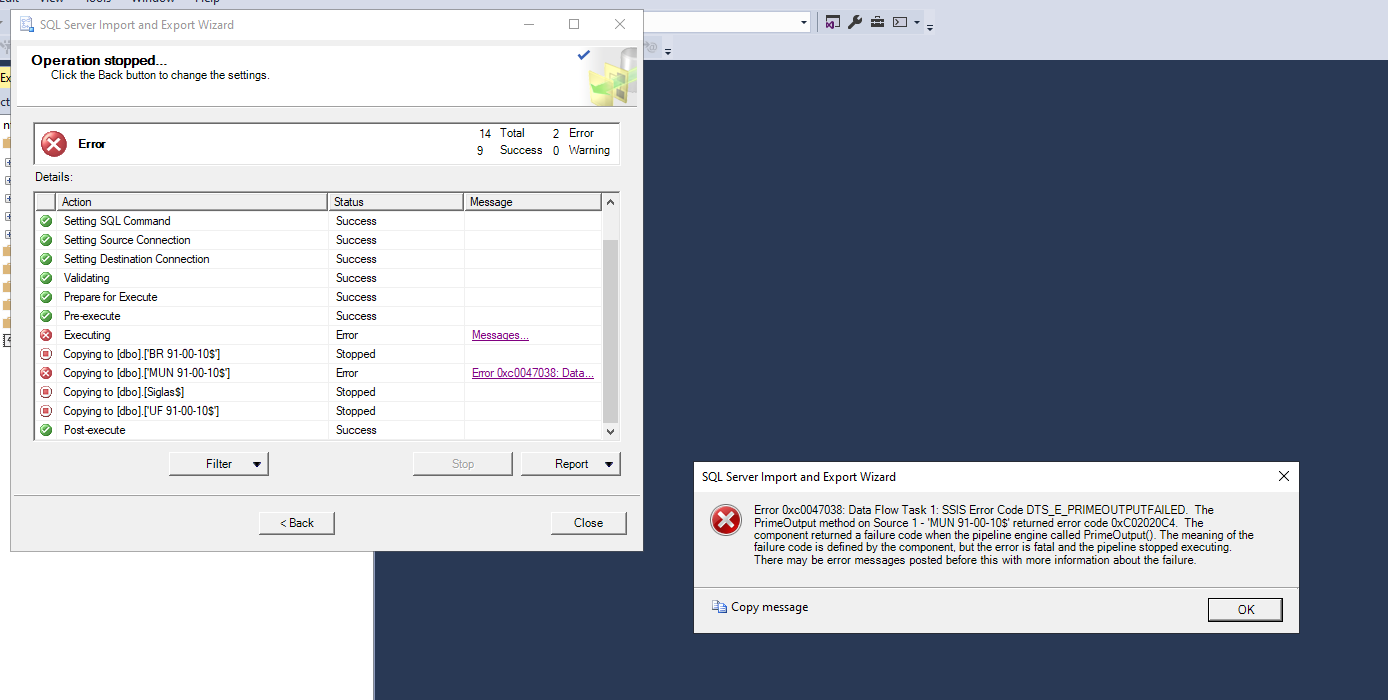 Window
Help
SQL Server Import and Export Wizard
Operation stopped...
Click the Back button to change the settings.
Error
14 Total 2 Error
9 Success 0 Warning
Details:
Action Status Message
Setting SQL Command Success
Setting Source Connection Success
Setting Destination Connection Success
Validating Success
Prepare for Execute Success
Pre-execute Success
Executing Error Messages...
Copying to [dbo].['BR 91-00-10$'] Stopped
Copying to [dbo].['MUN 91-00-10$'] Error Error 0xc0047038: Data...
Copying to [dbo].[Siglas$] Stopped
Copying to [dbo].['UF 91-00-10$'] Stopped
Post-execute Success
Filter Stop Report
< Back Close
SQL Server Import and Export Wizard
Error 0xc0047038: Data Flow Task 1: SSIS Error Code DTS_E_PRIMEOUTPUTFAILED. The
PrimeOutput method on Source 1 - 'MUN 91-00-10$' returned error code 0xC02020C4. The
component returned a failure code when the pipeline engine called PrimeOutput(). The meaning of the
failure code is defined by the component, but the error is fatal and the pipeline stopped executing.
There may be error messages posted before this with more information about the failure.
Copy message OK